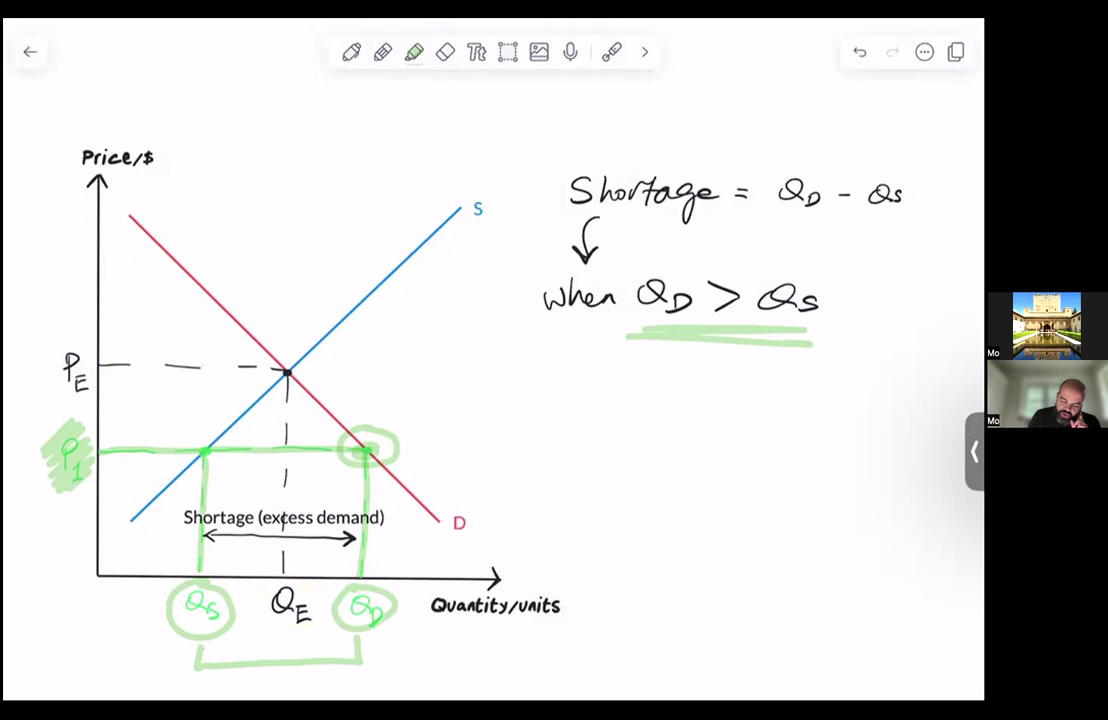 Tt
Price/$
S
Shortage = QD - QS
when QD > QS
PE
P1
Shortage (excess demand)
D
QS QE QD
Quantity/units
Mo
Mo